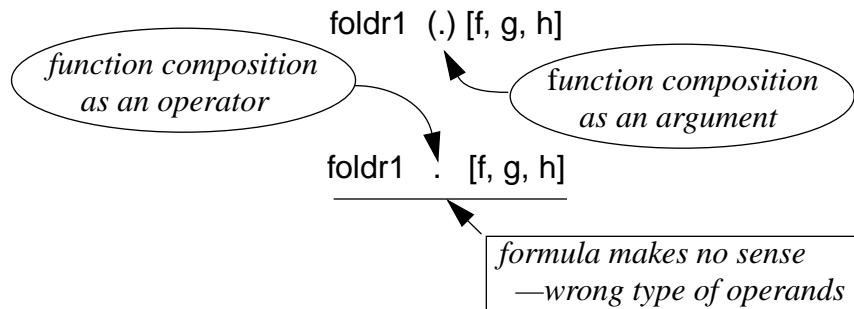 foldr1 (.) [f, g, h]
function composition
as an operator
function composition
as an argument
foldr1 . [f, g, h]
formula makes no sense
—wrong type of operands